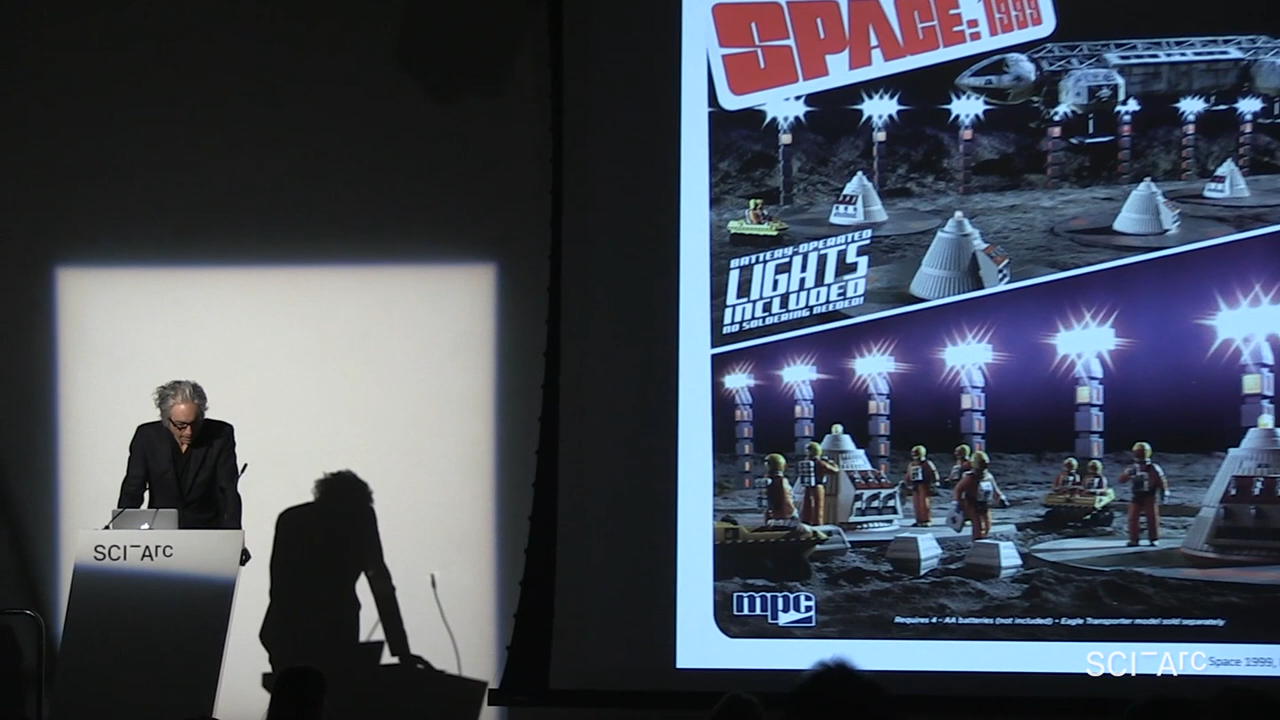 SPACE: 1999
BATTERY-OPERATED
LIGHTS
INCLUDED
NO SOLDERING NEEDED!
SCI-Arc
mpc
Requires 4 - AA batteries (not included) - Eagle Transporter model sold separately
SCI-Arc
Space 1999),